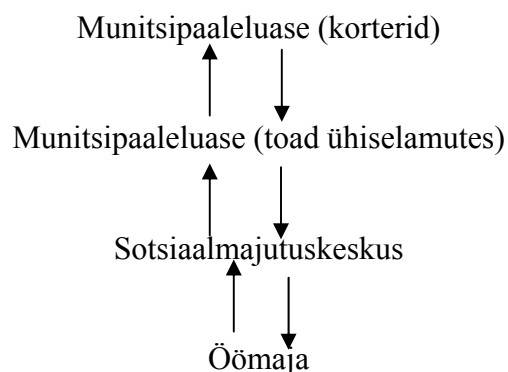 Munitsipaaleluase (korterid)
Munitsipaaleluase (toad ühiselamutes)
Sotsiaalmajutuskeskus
Öömaja